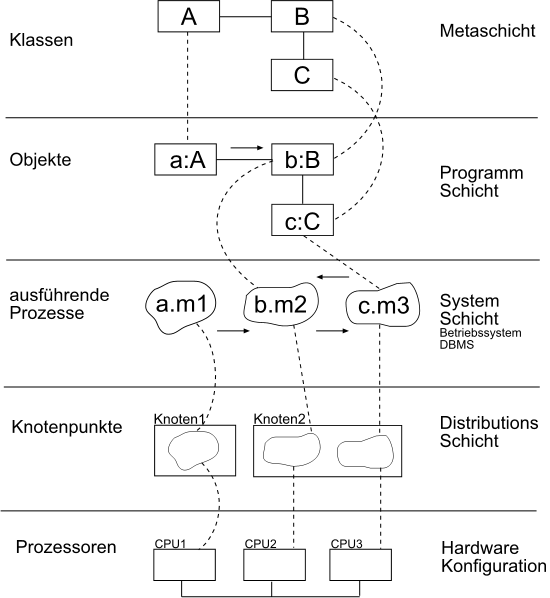 Klassen
A
B
Metaschicht
C
Objekte
a:A
b:B
Programm
Schicht
c:C
ausführende
Prozesse
a.m1
b.m2
c.m3
System
Schicht
Betriebssystem
DBMS
Knotenpunkte
Knoten1
Knoten2
Distributions
Schicht
Prozessoren
CPU1
CPU2
CPU3
Hardware
Konfiguration